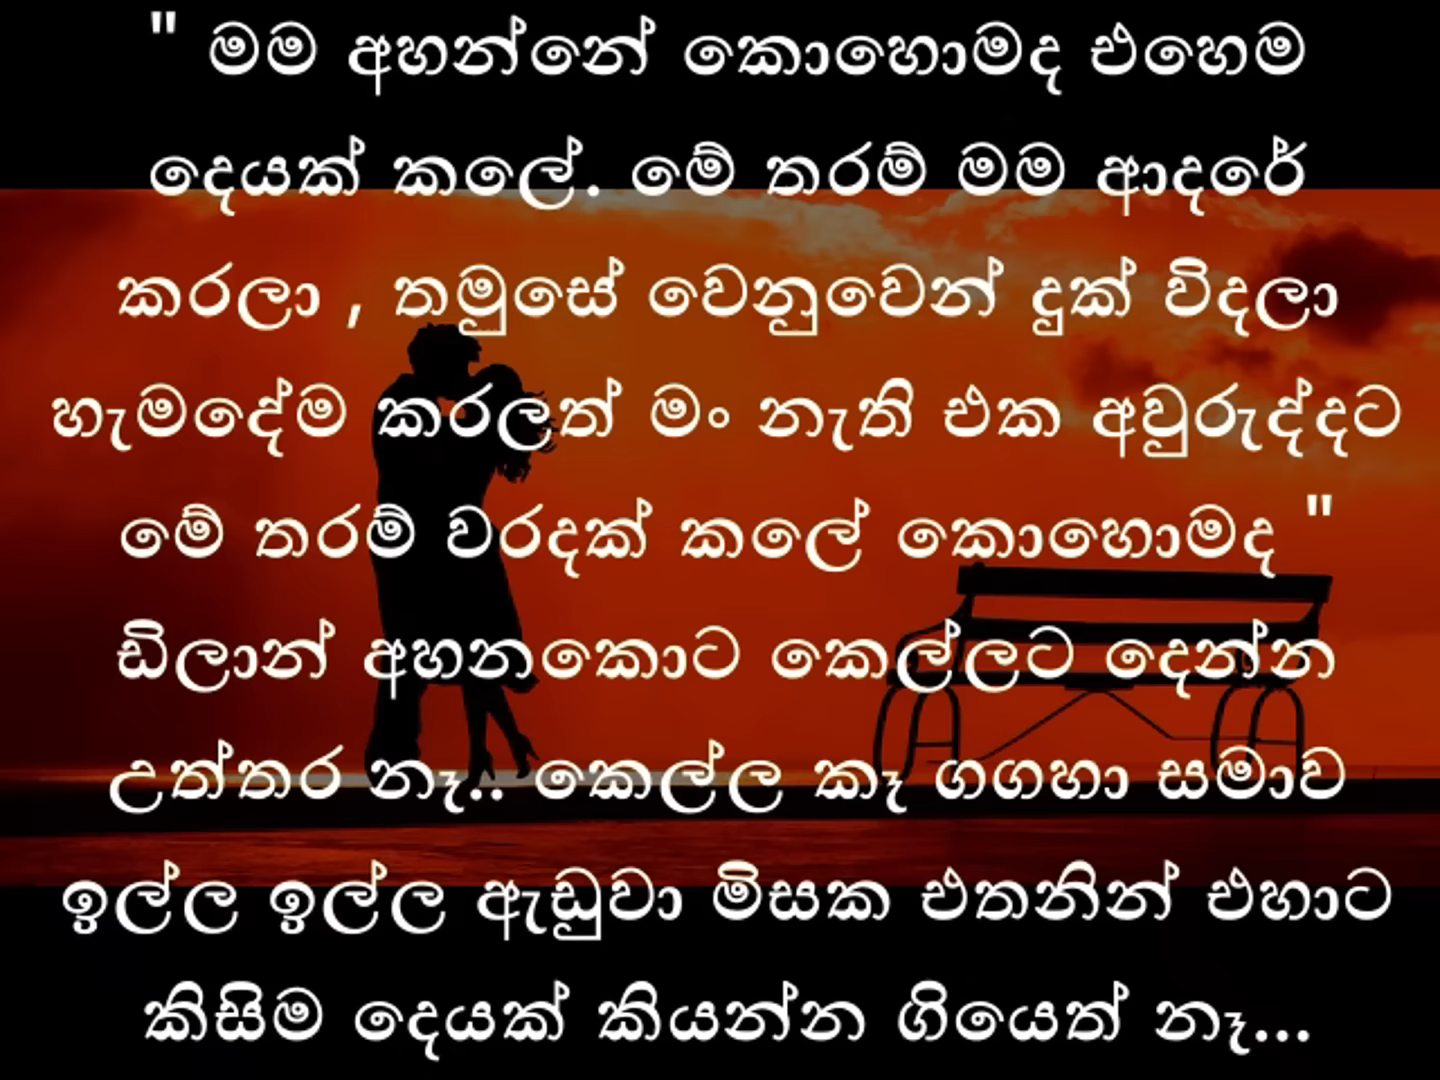 " මම අහන්නේ කොහොමද එහෙම
දෙයක් කලේ. මේ තරම් මම ආදරේ
කරලා , තමුසේ වෙනුවෙන් දුක් විදලා
හැමදේම කරලත් මං නැති එක අවුරුද්දට
මේ තරම් වරදක් කලේ කොහොමද "
ඩිලාන් අහනකොට කෙල්ලට දෙන්න
උත්තර නෑ.. කෙල්ල කෑ ගගහා සමාව
ඉල්ල ඉල්ල ඇඩුවා මිසක එතනින් එහාට
කිසිම දෙයක් කියන්න ගියෙත් නෑ...